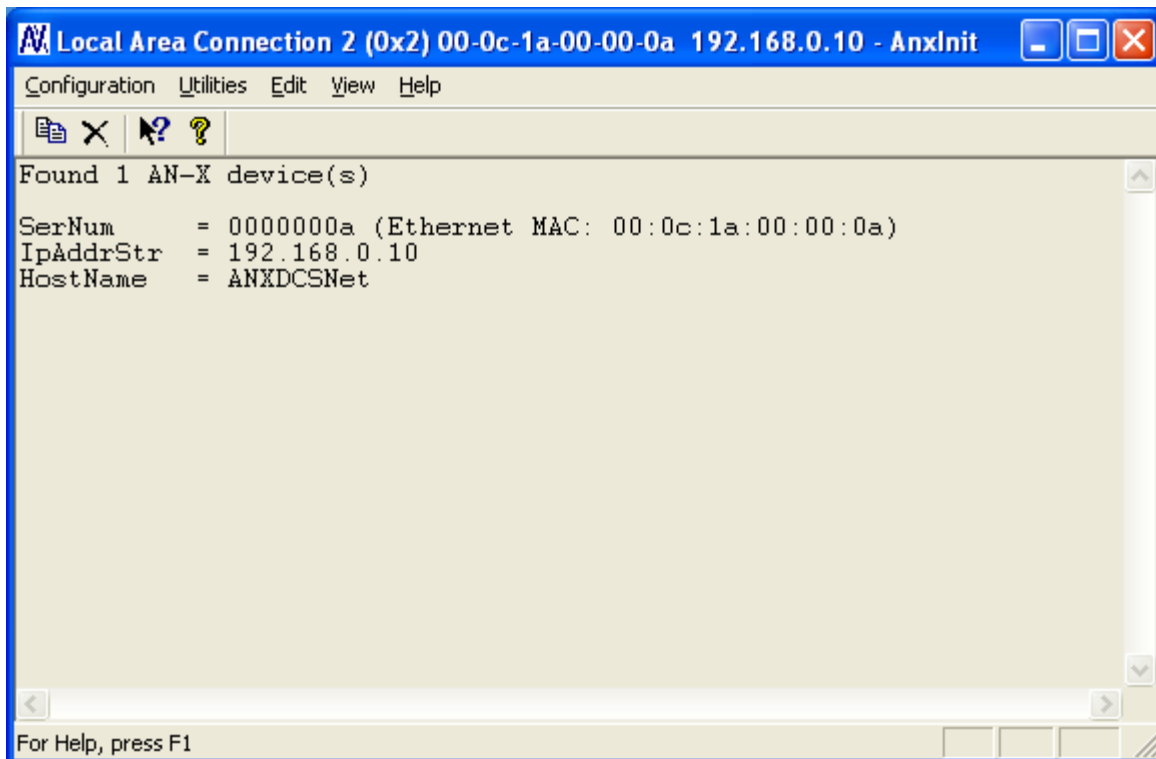 Local Area Connection 2 (0x2) 00-0c-1a-00-00-0a  192.168.0.10 - AnxInit
Configuration Utilities Edit View Help
Found 1 AN-X device(s)
SerNum     = 0000000a (Ethernet MAC: 00:0c:1a:00:00:0a)
IpAddrStr  = 192.168.0.10
HostName   = ANXDCSNet
For Help, press F1